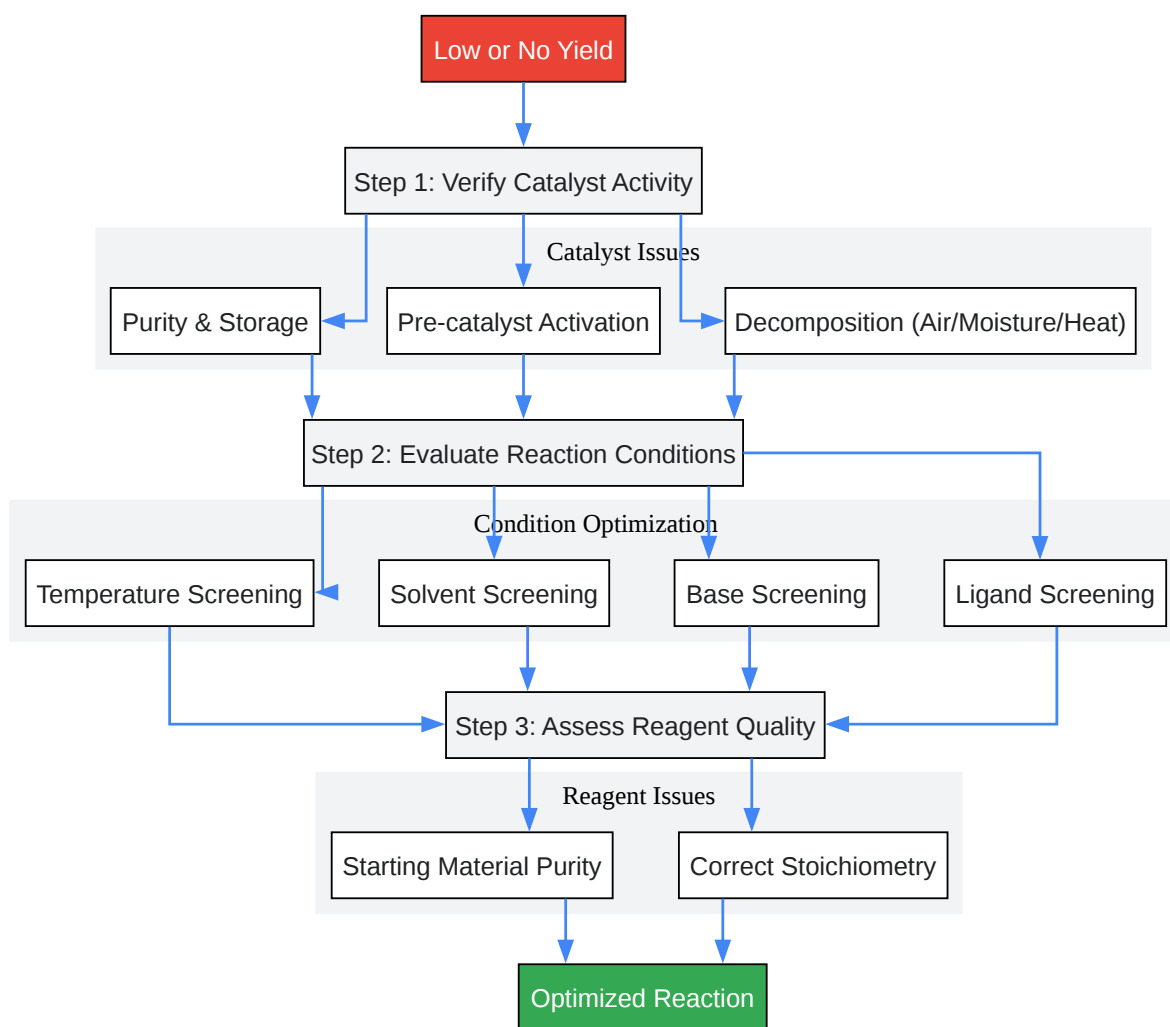 Low or No Yield
Step 1: Verify Catalyst Activity
Catalyst Issues
Purity & Storage
Pre-catalyst Activation
Decomposition (Air/Moisture/Heat)
Step 2: Evaluate Reaction Conditions
Condition Optimization
Temperature Screening
Solvent Screening
Base Screening
Ligand Screening
Step 3: Assess Reagent Quality
Reagent Issues
Starting Material Purity
Correct Stoichiometry
Optimized Reaction